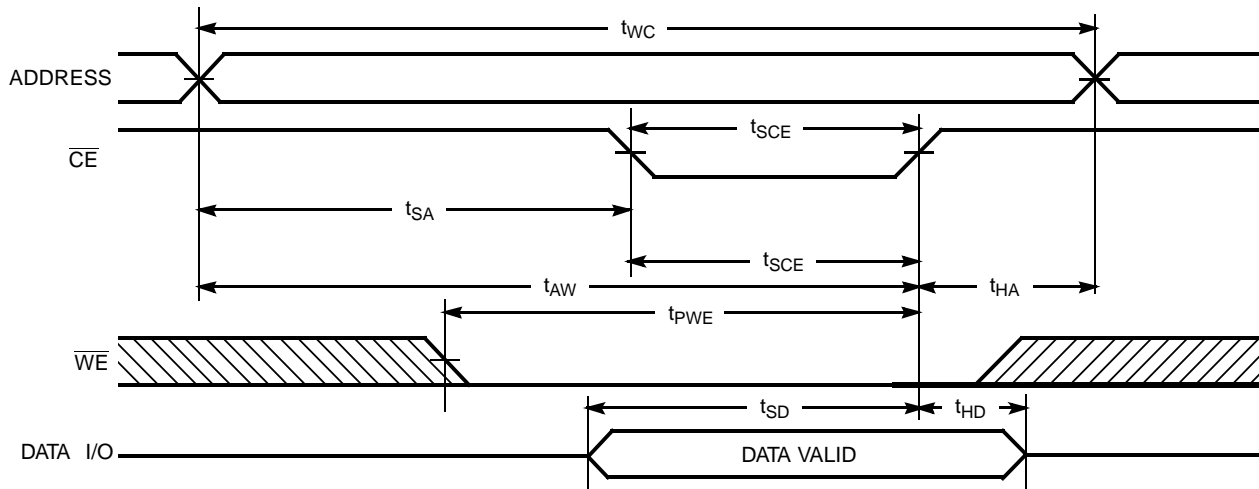 tWC
ADDRESS
tSCE
CE
tSA
tSCE
tAW
tHA
tPWE
WE
tSD
tHD
DATA I/O
DATA VALID